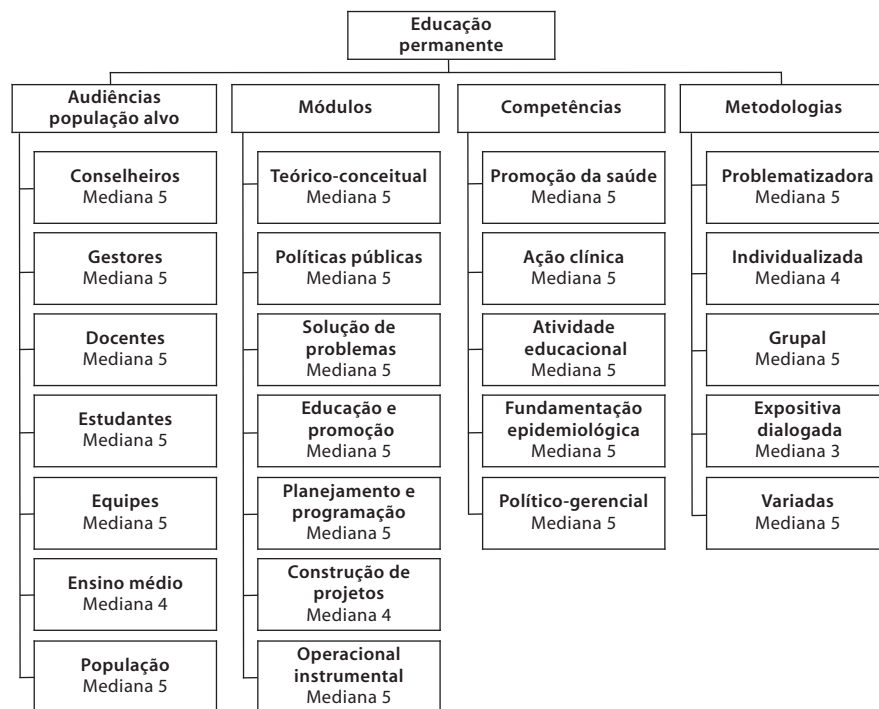 Educação
permanente
Audiências
população alvo
Conselheiros
Mediana 5
Gestores
Mediana 5
Docentes
Mediana 5
Estudantes
Mediana 5
Equipes
Mediana 5
Ensino médio
Mediana 4
População
Mediana 5
Módulos
Teórico-conceitual
Mediana 5
Políticas públicas
Mediana 5
Solução de
problemas
Mediana 5
Educação e
promoção
Mediana 5
Planejamento e
programação
Mediana 5
Construção de
projetos
Mediana 4
Operacional
instrumental
Mediana 5
Competências
Promoção da saúde
Mediana 5
Ação clínica
Mediana 5
Atividade
educacional
Mediana 5
Fundamentação
epidemiológica
Mediana 5
Político-gerencial
Mediana 5
Metodologias
Problematizadora
Mediana 5
Individualizada
Mediana 4
Grupal
Mediana 5
Expositiva
dialogada
Mediana 3
Variadas
Mediana 5